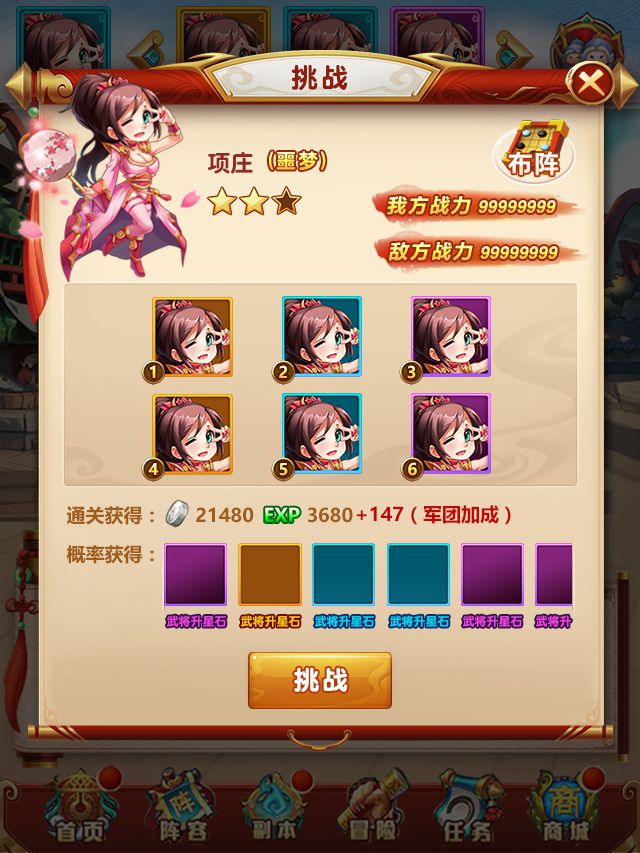 挑战
项庄（噩梦）
布阵
我方战力 99999999
敌方战力 99999999
1 2 3
4 5 6
通关获得： 21480 EXP 3680+147（军团加成）
概率获得：
武将升星石 武将升星石 武将升星石 武将升星石 武将升星石 武将升
挑战
首页 阵容 副本 冒险 任务 商城